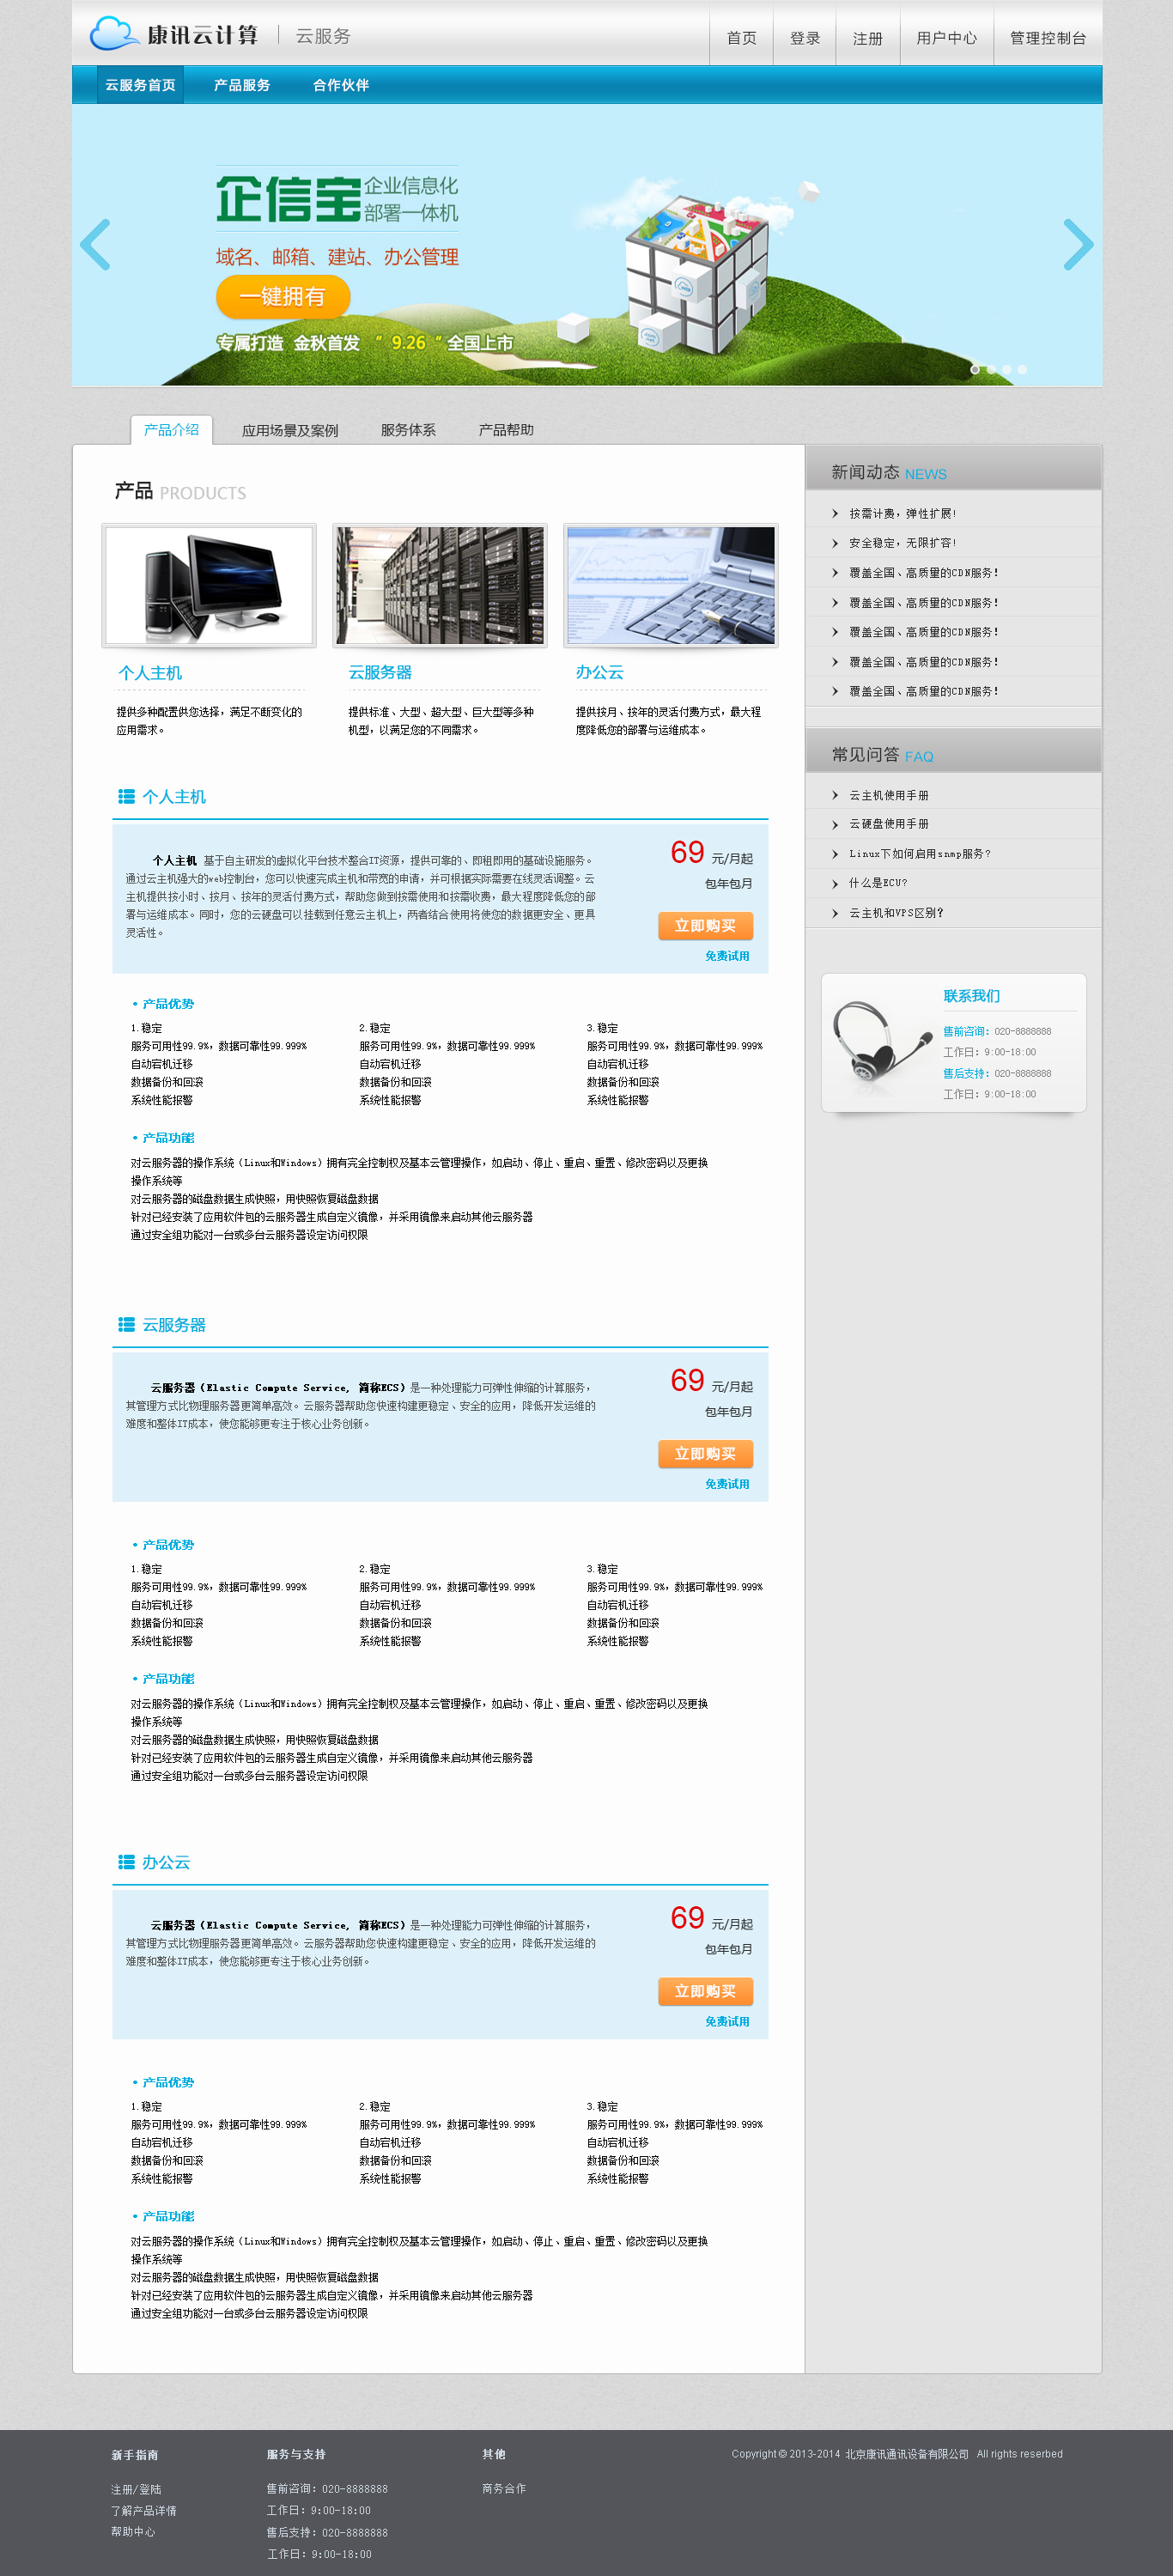 康讯云计算 云服务 首页 登录 注册 用户中心 管理控制台
云服务首页 产品服务 合作伙伴
企信宝 企业信息化
部署一体机
域名、邮箱、建站、办公管理
一键拥有
专属打造 金秋首发 “ 9.26 “ 全国上市
产品介绍 应用场景及案例 服务体系 产品帮助
产品 PRODUCTS
个人主机
提供多种配置供您选择，满足不断变化的
应用需求。
云服务器
提供标准、大型、超大型、巨大型等多种
机型，以满足您的不同需求。
办公云
提供按月、按年的灵活付费方式，最大程
度降低您的部署与运维成本。
个人主机
个人主机 基于自主研发的虚拟化平台技术整合IT资源，提供可靠的、即租即用的基础设施服务。
通过云主机强大的web控制台，您可以快速完成主机和带宽的申请，并可根据实际需要在线灵活调整。云
主机提供按小时、按月、按年的灵活付费方式，帮助您做到按需使用和按需收费，最大程度降低您的部
署与运维成本。同时，您的云硬盘可以挂载到任意云主机上，两者结合使用将使您的数据更安全、更具
灵活性。
69 元/月起
包年包月
立即购买
免费试用
• 产品优势
1.稳定
服务可用性99.9%，数据可靠性99.999%
自动宕机迁移
数据备份和回滚
系统性能报警
2.稳定
服务可用性99.9%，数据可靠性99.999%
自动宕机迁移
数据备份和回滚
系统性能报警
3.稳定
服务可用性99.9%，数据可靠性99.999%
自动宕机迁移
数据备份和回滚
系统性能报警
• 产品功能
对云服务器的操作系统（Linux和Windows）拥有完全控制权及基本云管理操作，如启动、停止、重启、重置、修改密码以及更换
操作系统等
对云服务器的磁盘数据生成快照，用快照恢复磁盘数据
针对已经安装了应用软件包的云服务器生成自定义镜像，并采用镜像来启动其他云服务器
通过安全组功能对一台或多台云服务器设定访问权限
云服务器
云服务器（Elastic Compute Service, 简称ECS）是一种处理能力可弹性伸缩的计算服务，
其管理方式比物理服务器更简单高效。云服务器帮助您快速构建更稳定、安全的应用，降低开发运维的
难度和整体IT成本，使您能够更专注于核心业务创新。
69 元/月起
包年包月
立即购买
免费试用
• 产品优势
1.稳定
服务可用性99.9%，数据可靠性99.999%
自动宕机迁移
数据备份和回滚
系统性能报警
2.稳定
服务可用性99.9%，数据可靠性99.999%
自动宕机迁移
数据备份和回滚
系统性能报警
3.稳定
服务可用性99.9%，数据可靠性99.999%
自动宕机迁移
数据备份和回滚
系统性能报警
• 产品功能
对云服务器的操作系统（Linux和Windows）拥有完全控制权及基本云管理操作，如启动、停止、重启、重置、修改密码以及更换
操作系统等
对云服务器的磁盘数据生成快照，用快照恢复磁盘数据
针对已经安装了应用软件包的云服务器生成自定义镜像，并采用镜像来启动其他云服务器
通过安全组功能对一台或多台云服务器设定访问权限
办公云
云服务器（Elastic Compute Service, 简称ECS）是一种处理能力可弹性伸缩的计算服务，
其管理方式比物理服务器更简单高效。云服务器帮助您快速构建更稳定、安全的应用，降低开发运维的
难度和整体IT成本，使您能够更专注于核心业务创新。
69 元/月起
包年包月
立即购买
免费试用
• 产品优势
1.稳定
服务可用性99.9%，数据可靠性99.999%
自动宕机迁移
数据备份和回滚
系统性能报警
2.稳定
服务可用性99.9%，数据可靠性99.999%
自动宕机迁移
数据备份和回滚
系统性能报警
3.稳定
服务可用性99.9%，数据可靠性99.999%
自动宕机迁移
数据备份和回滚
系统性能报警
• 产品功能
对云服务器的操作系统（Linux和Windows）拥有完全控制权及基本云管理操作，如启动、停止、重启、重置、修改密码以及更换
操作系统等
对云服务器的磁盘数据生成快照，用快照恢复磁盘数据
针对已经安装了应用软件包的云服务器生成自定义镜像，并采用镜像来启动其他云服务器
通过安全组功能对一台或多台云服务器设定访问权限
新闻动态 NEWS
按需计费，弹性扩展!
安全稳定，无限扩容!
覆盖全国、高质量的CDN服务!
覆盖全国、高质量的CDN服务!
覆盖全国、高质量的CDN服务!
覆盖全国、高质量的CDN服务!
覆盖全国、高质量的CDN服务!
常见问答 FAQ
云主机使用手册
云硬盘使用手册
Linux下如何启用snmp服务?
什么是ECU?
云主机和VPS区别?
联系我们
售前咨询: 020-8888888
工作日: 9:00-18:00
售后支持: 020-8888888
工作日: 9:00-18:00
新手指南
注册/登陆
了解产品详情
帮助中心
服务与支持
售前咨询: 020-8888888
工作日: 9:00-18:00
售后支持: 020-8888888
工作日: 9:00-18:00
其他
商务合作
Copyright © 2013-2014 北京康讯通讯设备有限公司 All rights reserbed